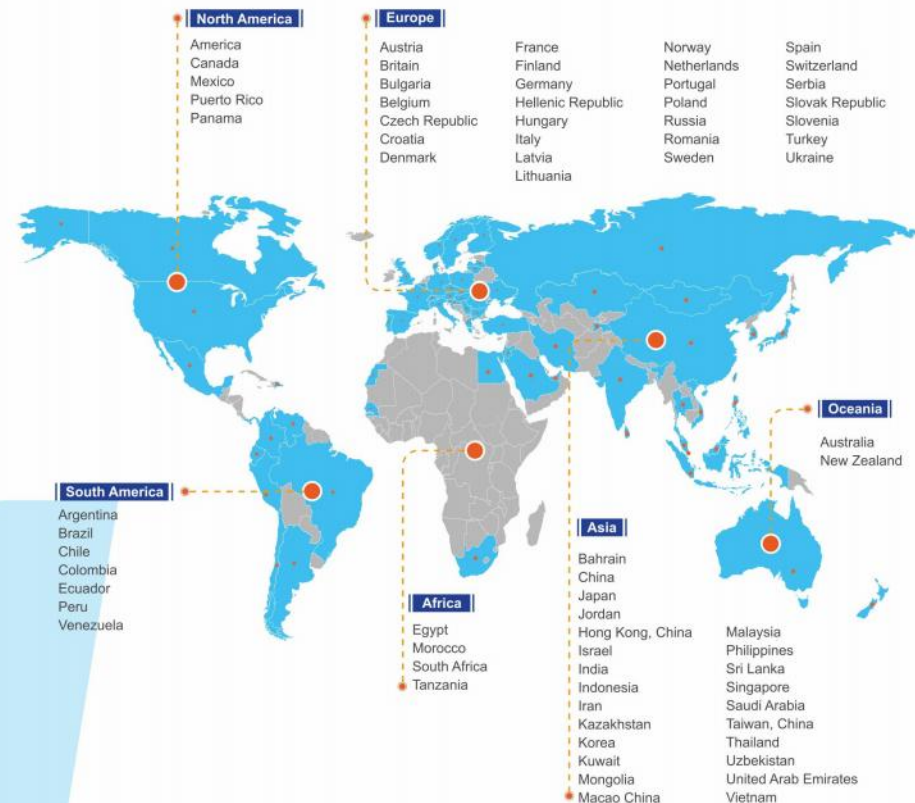 North America
America
Canada
Mexico
Puerto Rico
Panama
Europe
Austria
Britain
Bulgaria
Belgium
Czech Republic
Croatia
Denmark
France
Finland
Germany
Hellenic Republic
Hungary
Italy
Latvia
Lithuania
Norway
Netherlands
Portugal
Poland
Russia
Romania
Sweden
Spain
Switzerland
Serbia
Slovak Republic
Slovenia
Turkey
Ukraine
South America
Argentina
Brazil
Chile
Colombia
Ecuador
Peru
Venezuela
Africa
Egypt
Morocco
South Africa
Tanzania
Asia
Bahrain
China
Japan
Jordan
Hong Kong, China
Israel
India
Indonesia
Iran
Kazakhstan
Korea
Kuwait
Mongolia
Macao China
Malaysia
Philippines
Sri Lanka
Singapore
Saudi Arabia
Taiwan, China
Thailand
Uzbekistan
United Arab Emirates
Vietnam
Oceania
Australia
New Zealand